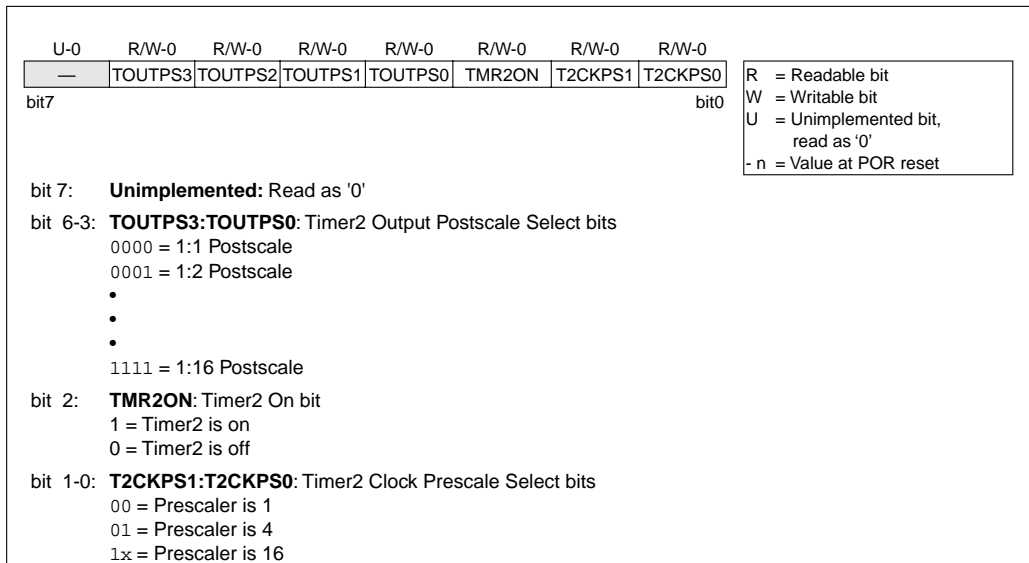 U-0 R/W-0 R/W-0 R/W-0 R/W-0 R/W-0 R/W-0 R/W-0
— TOUTPS3 TOUTPS2 TOUTPS1 TOUTPS0 TMR2ON T2CKPS1 T2CKPS0
bit7 bit0
R = Readable bit
W = Writable bit
U = Unimplemented bit,
read as ‘0’
- n = Value at POR reset
bit 7: Unimplemented: Read as '0'
bit 6-3: TOUTPS3:TOUTPS0: Timer2 Output Postscale Select bits
0000 = 1:1 Postscale
0001 = 1:2 Postscale
•
•
•
1111 = 1:16 Postscale
bit 2: TMR2ON: Timer2 On bit
1 = Timer2 is on
0 = Timer2 is off
bit 1-0: T2CKPS1:T2CKPS0: Timer2 Clock Prescale Select bits
00 = Prescaler is 1
01 = Prescaler is 4
1x = Prescaler is 16